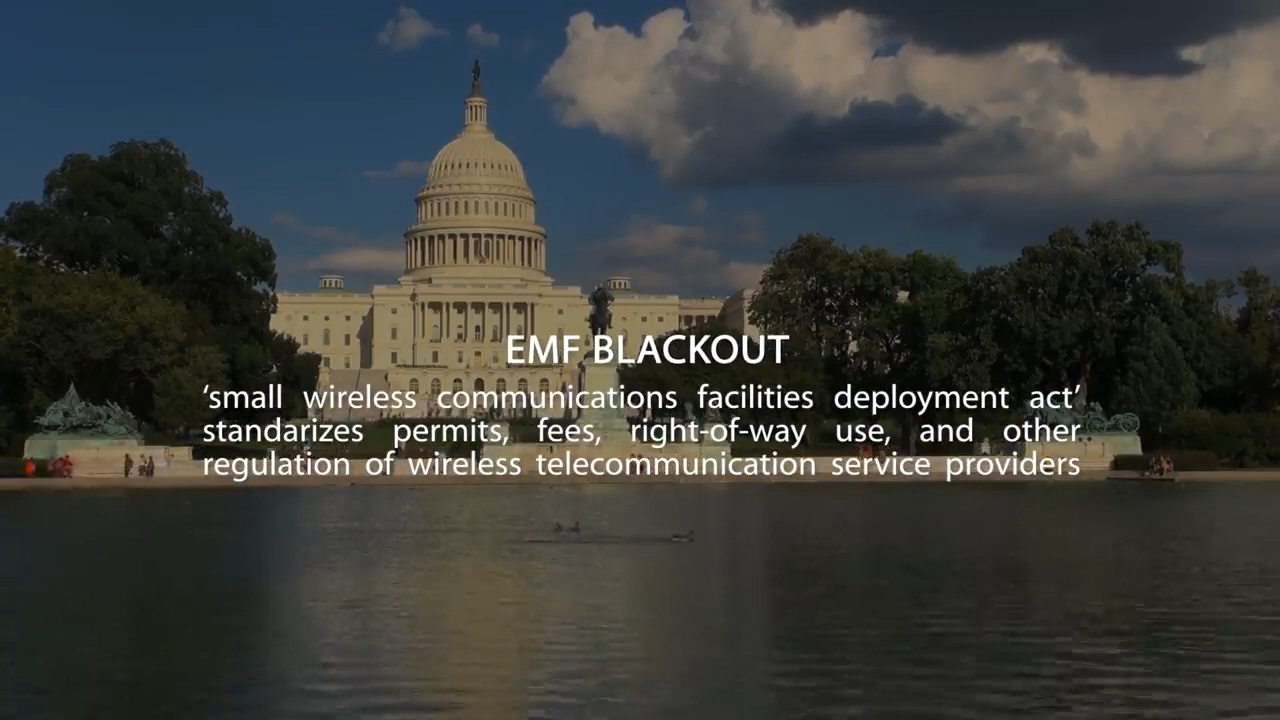 EMF BLACKOUT
‘small wireless communications facilities deployment act’
standarizes permits, fees, right-of-way use, and other
regulation of wireless telecommunication service providers